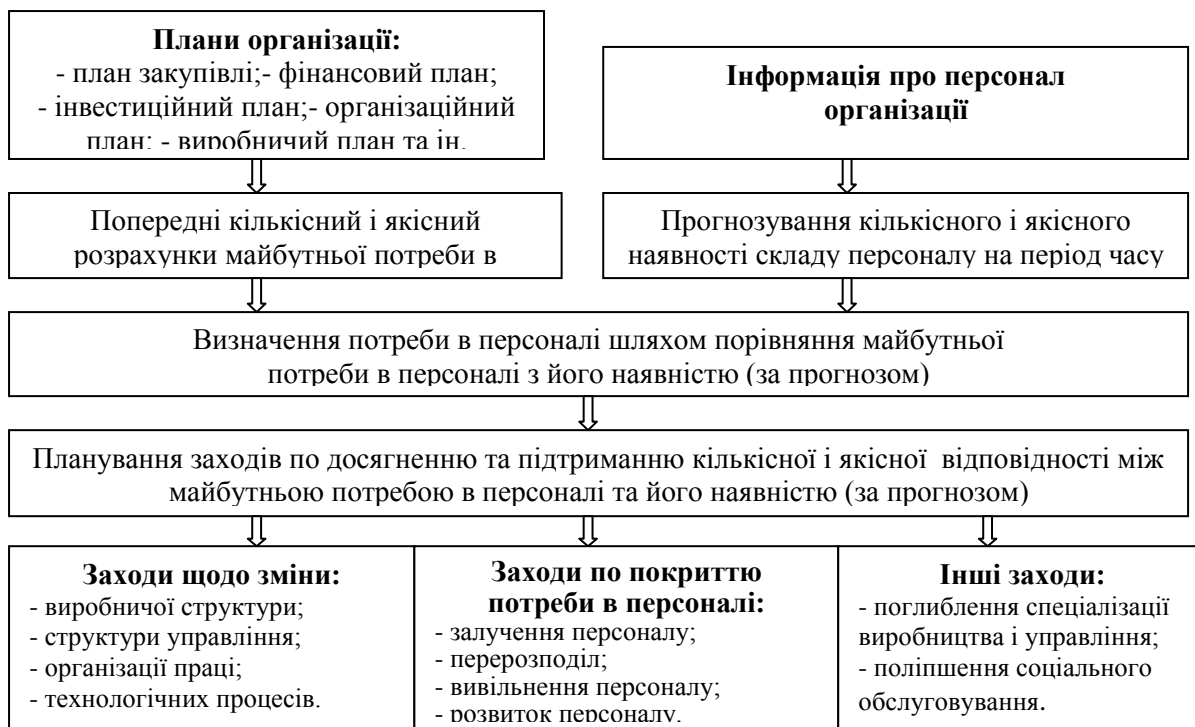 Плани організації:
- план закупівлі;- фінансовий план;
- інвестиційний план;- організаційний
план; - виробничий план та ін.
Інформація про персонал
організації
Попередні кількісний і якісний
розрахунки майбутньої потреби в
Прогнозування кількісного і якісного
наявності складу персоналу на період часу
Визначення потреби в персоналі шляхом порівняння майбутньої
потреби в персоналі з його наявністю (за прогнозом)
Планування заходів по досягненню та підтриманню кількісної і якісної відповідності між
майбутньою потребою в персоналі та його наявністю (за прогнозом)
Заходи щодо зміни:
- виробничої структури;
- структури управління;
- організації праці;
- технологічних процесів.
Заходи по покриттю
потреби в персоналі:
- залучення персоналу;
- перерозподіл;
- вивільнення персоналу;
- розвиток персоналу.
Інші заходи:
- поглиблення спеціалізації
виробництва і управління;
- поліпшення соціального
обслуговування.